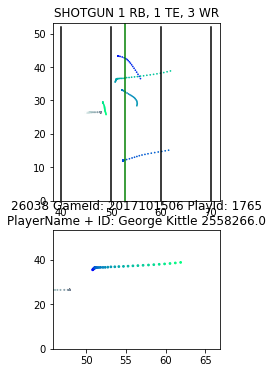 SHOTGUN 1 RB, 1 TE, 3 WR
50
40
30
20
10
0
40 50 60 70
26038 GameId: 2017101506 PlayId: 1765
PlayerName + ID: George Kittle 2558266.0
40
20
0
50 55 60 65